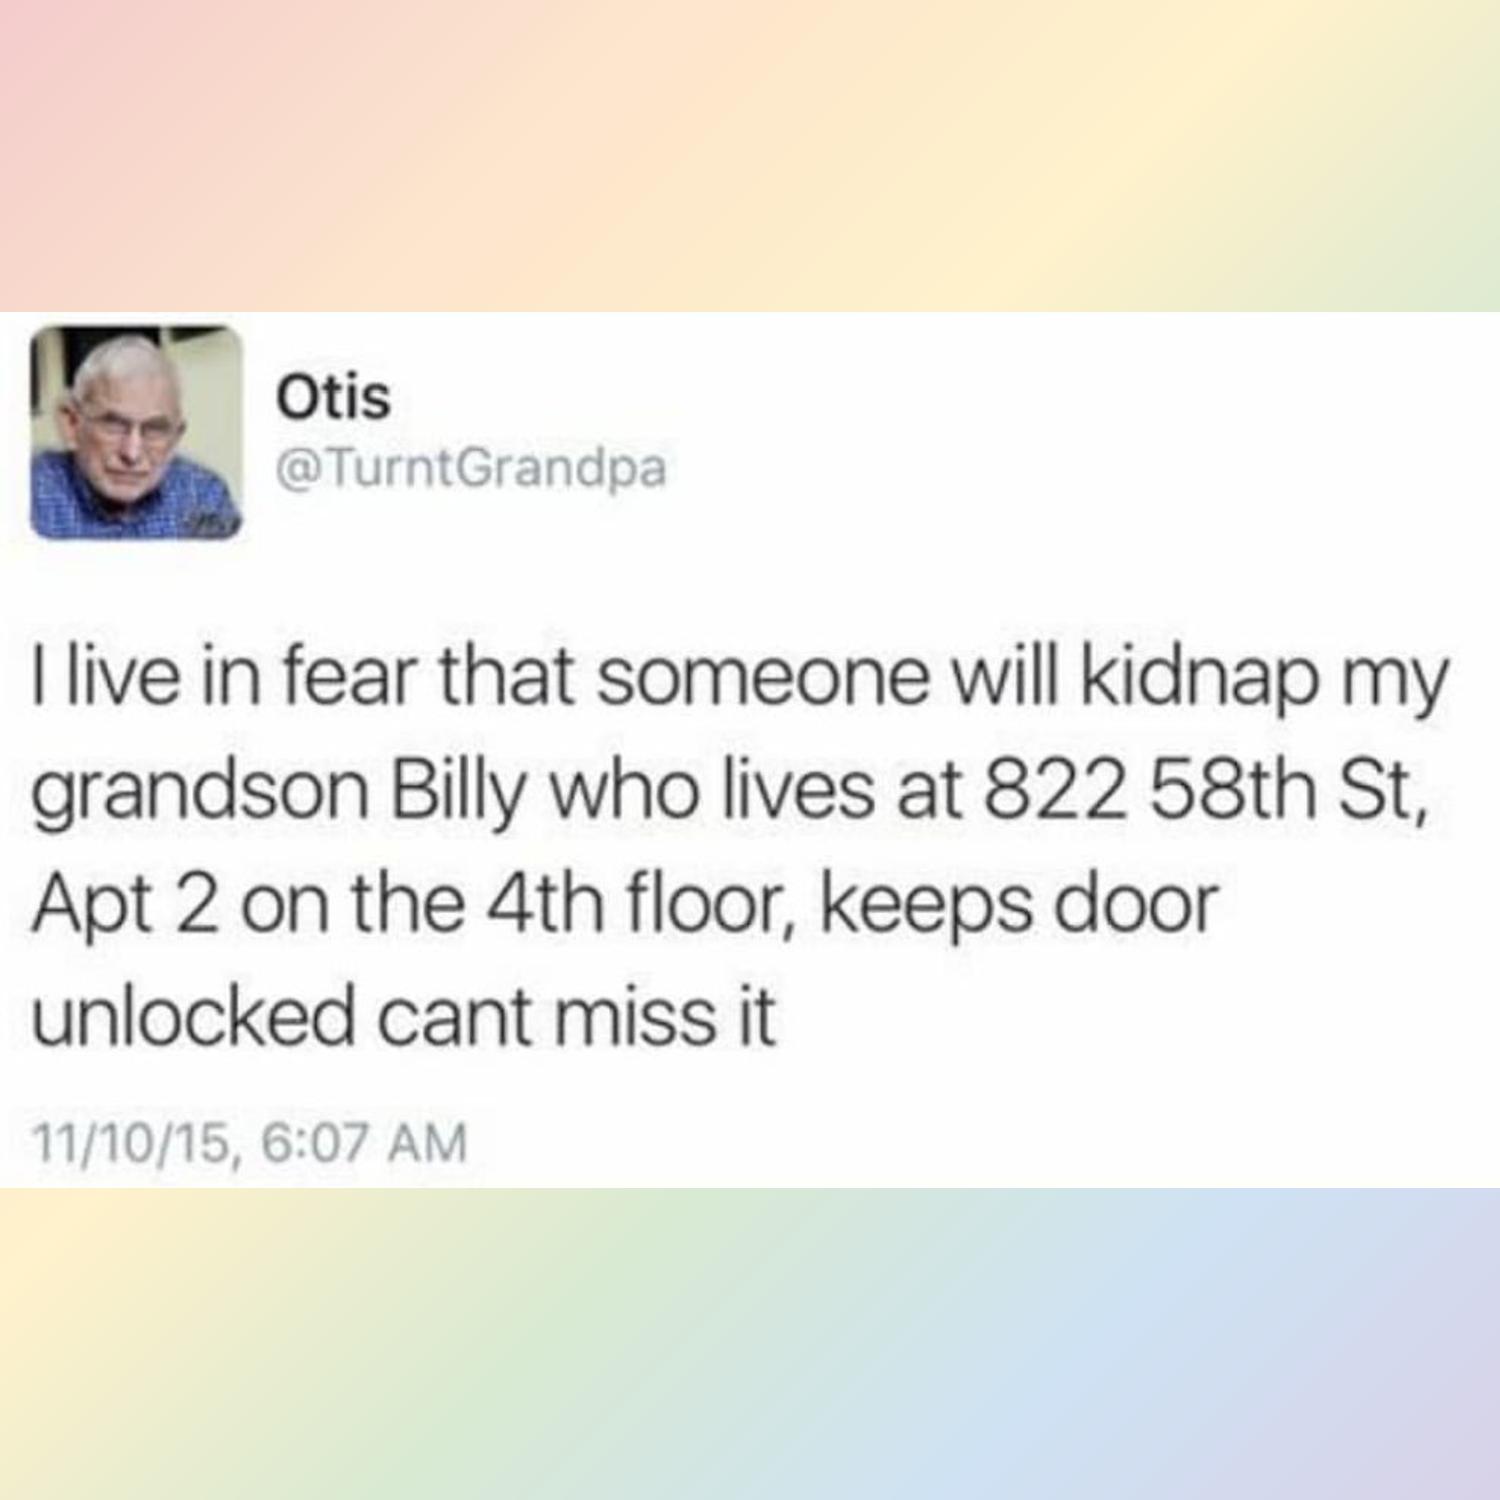 Otis
@TurntGrandpa
I live in fear that someone will kidnap my
grandson Billy who lives at 822 58th St,
Apt 2 on the 4th floor, keeps door
unlocked cant miss it
11/10/15, 6:07 AM